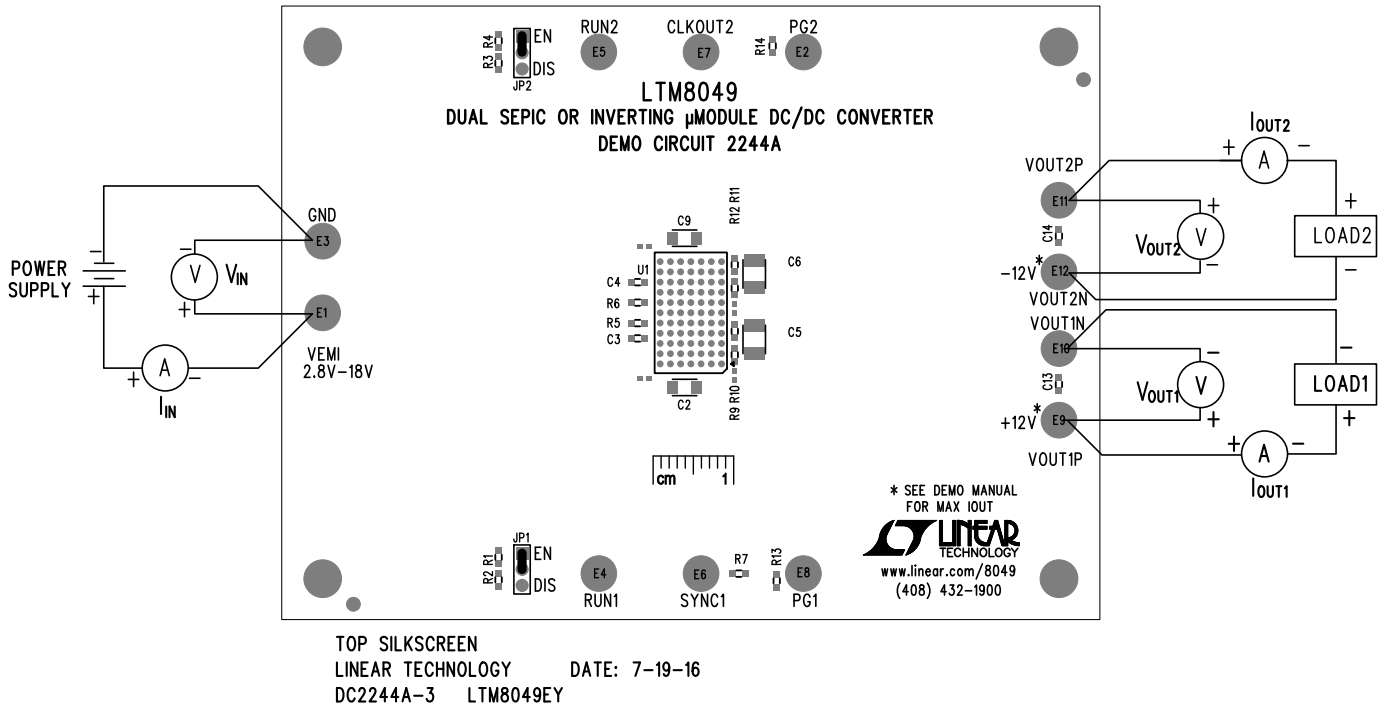 RUN2
CLKOUT2
PG2
R4
R3
EN
DIS
JP2
E5
E7
R14
E2
LTM8049
DUAL SEPIC OR INVERTING µMODULE DC/DC CONVERTER
DEMO CIRCUIT 2244A
IOUT2
+ A -
VOUT2P
E11
+
V
VOUT2
-
C14
-12V*
E12
VOUT2N
+
LOAD2
-
GND
E3
-
V
VIN
+
POWER
SUPPLY
-
+
E1
VEMI
2.8V-18V
+ A -
IIN
R12
R11
C9
U1
C6
C4
R6
R5
C3
C5
C2
R9
R10
VOUT1N
E10
-
V
VOUT1
+
C13
+12V*
E9
VOUT1P
-
LOAD1
+
+ A -
IOUT1
cm 1
* SEE DEMO MANUAL
FOR MAX IOUT
LINEAR
TECHNOLOGY
www.linear.com/8049
(408) 432-1900
JP1
R1
R2
EN
DIS
E4
RUN1
E6
SYNC1
R7
R13
E8
PG1
TOP SILKSCREEN
LINEAR TECHNOLOGY DATE: 7-19-16
DC2244A-3 LTM8049EY